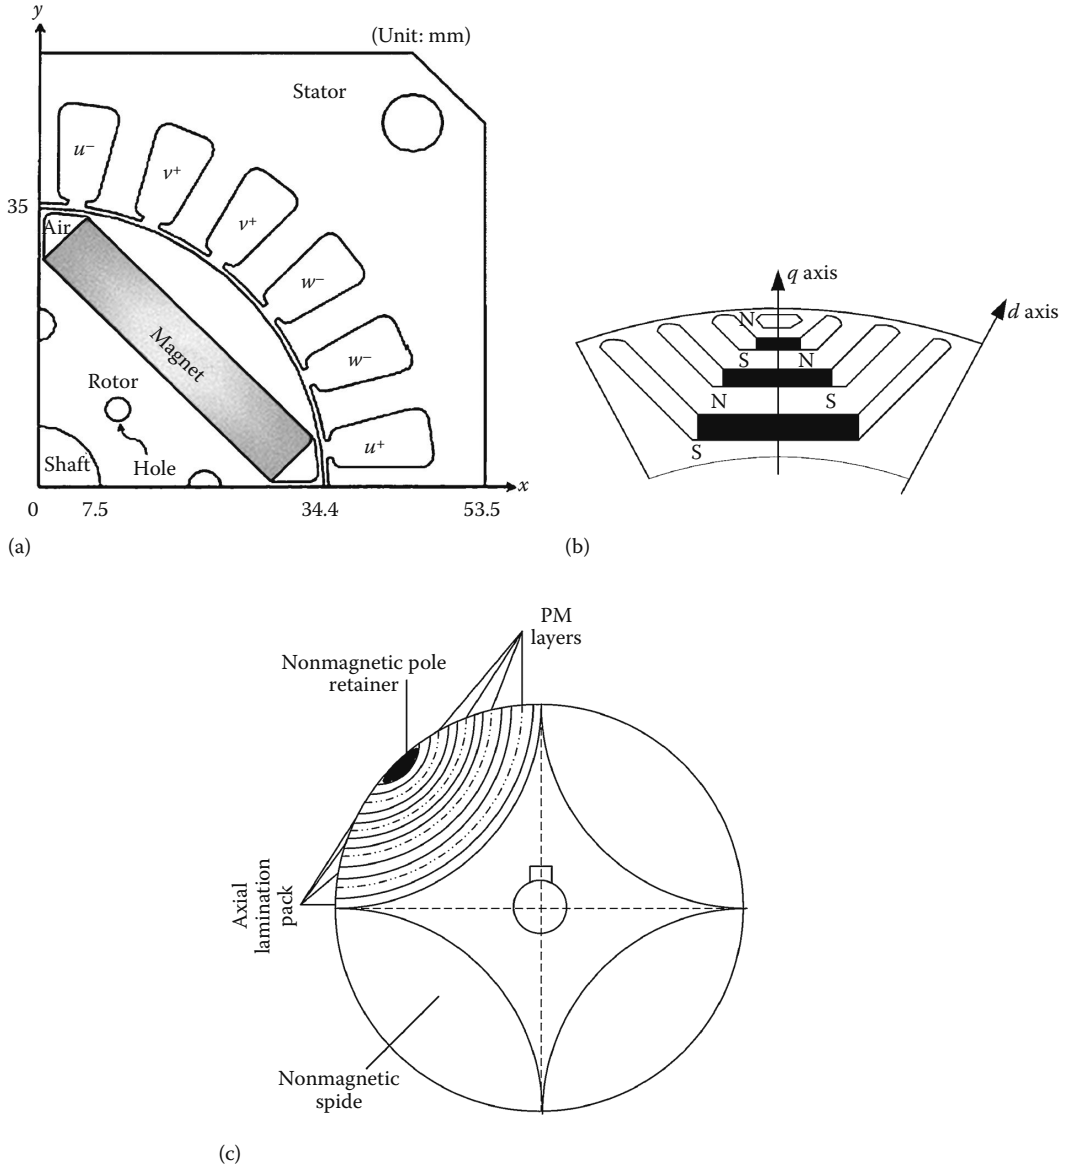 y
(Unit: mm)
Stator
u⁻
v⁺
v⁺
w⁻
w⁻
u⁺
35
Air
Magnet
Rotor
Hole
Shaft
x
0
7.5
34.4
53.5
(a)
q axis
d axis
N
S
N
N
S
S
(b)
PM
layers
Nonmagnetic pole
retainer
Axial
lamination
pack
Nonmagnetic
spide
(c)